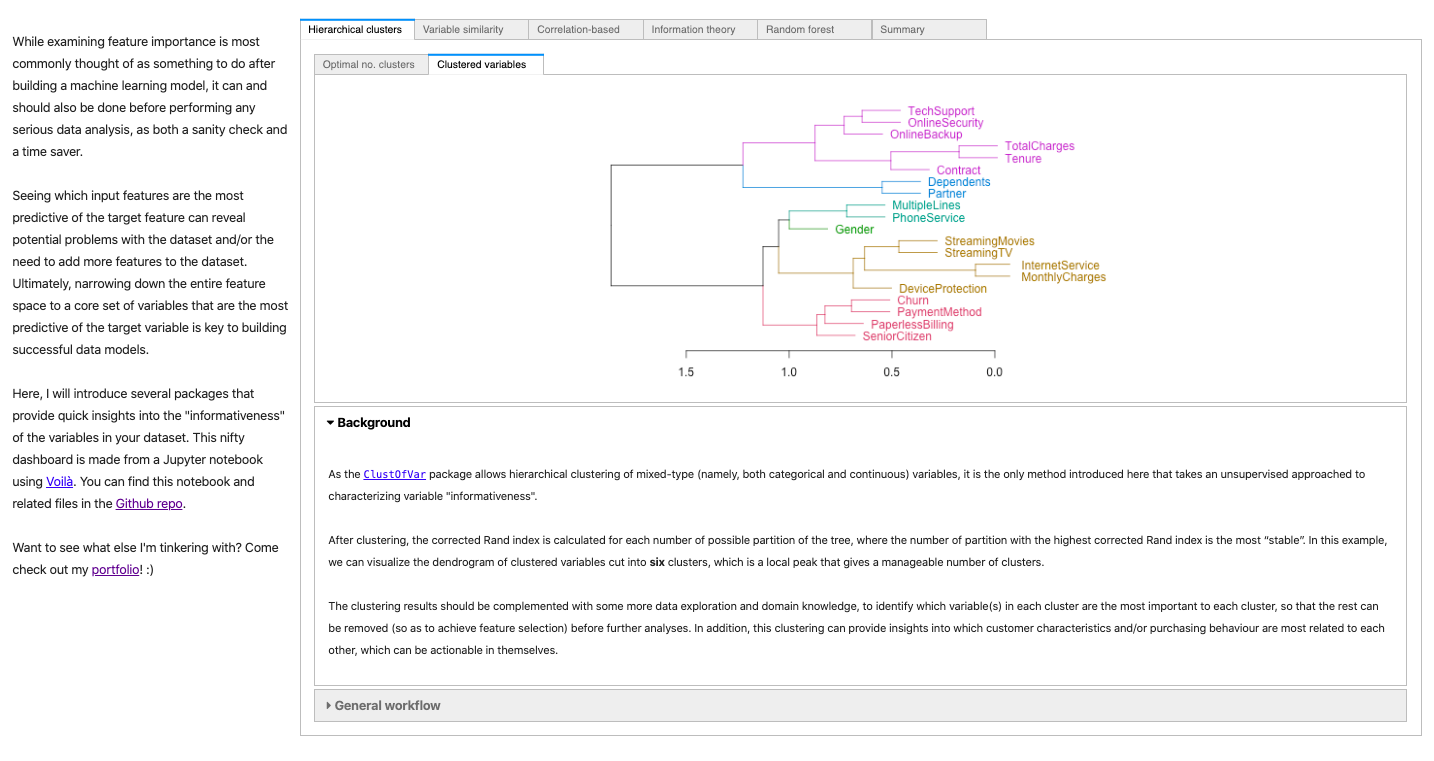 While examining feature importance is most
commonly thought of as something to do after
building a machine learning model, it can and
should also be done before performing any
serious data analysis, as both a sanity check and
a time saver.
Seeing which input features are the most
predictive of the target feature can reveal
potential problems with the dataset and/or the
need to add more features to the dataset.
Ultimately, narrowing down the entire feature
space to a core set of variables that are the most
predictive of the target variable is key to building
successful data models.
Here, I will introduce several packages that
provide quick insights into the "informativeness"
of the variables in your dataset. This nifty
dashboard is made from a Jupyter notebook
using Voilà. You can find this notebook and
related files in the Github repo.
Want to see what else I'm tinkering with? Come
check out my portfolio! :)
Hierarchical clusters Variable similarity Correlation-based Information theory Random forest Summary
Optimal no. clusters Clustered variables
TechSupport
OnlineSecurity
OnlineBackup
TotalCharges
Tenure
Contract
Dependents
Partner
MultipleLines
PhoneService
Gender
StreamingMovies
StreamingTV
InternetService
MonthlyCharges
DeviceProtection
Churn
PaymentMethod
PaperlessBilling
SeniorCitizen
1.5 1.0 0.5 0.0
Background
As the ClustOfVar package allows hierarchical clustering of mixed-type (namely, both categorical and continuous) variables, it is the only method introduced here that takes an unsupervised approached to
characterizing variable "informativeness".
After clustering, the corrected Rand index is calculated for each number of possible partition of the tree, where the number of partition with the highest corrected Rand index is the most “stable”. In this example,
we can visualize the dendrogram of clustered variables cut into six clusters, which is a local peak that gives a manageable number of clusters.
The clustering results should be complemented with some more data exploration and domain knowledge, to identify which variable(s) in each cluster are the most important to each cluster, so that the rest can
be removed (so as to achieve feature selection) before further analyses. In addition, this clustering can provide insights into which customer characteristics and/or purchasing behaviour are most related to each
other, which can be actionable in themselves.
General workflow